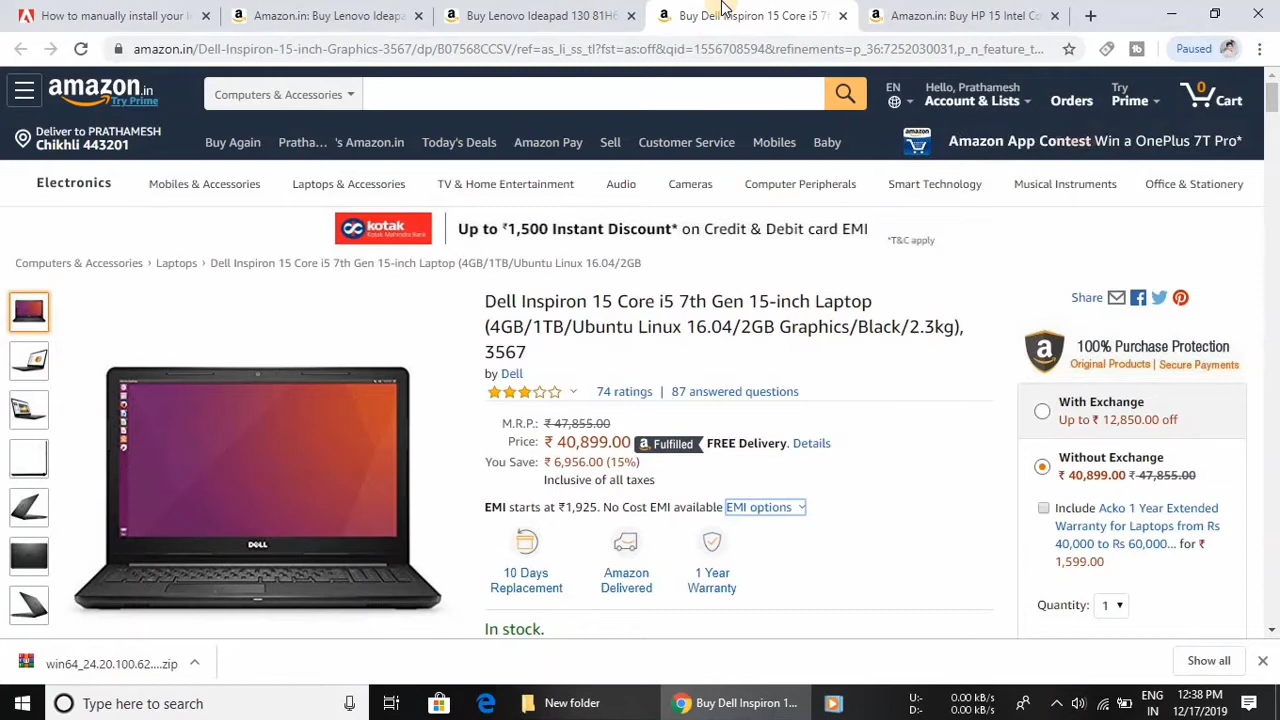 How to manually install your
Amazon.in: Buy Lenovo Ideapad
Buy Lenovo Ideapad 130 81H6
Buy Dell Inspiron 15 Core i5 7t
Amazon.in: Buy HP 15 Intel Co
amazon.in/Dell-Inspiron-15-inch-Graphics-3567/dp/B07568CCSV/ref=as_li_ss_tl?fst=as:off&qid=1556708594&refinements=p_36:7252030031,p_n_feature_t...
Paused
amazon.in
Try Prime
Computers & Accessories
EN
Hello, Prathamesh
Account & Lists
Orders
Try
Prime
0
Cart
Deliver to PRATHAMESH
Chikhli 443201
Buy Again
Pratha... 's Amazon.in
Today's Deals
Amazon Pay
Sell
Customer Service
Mobiles
Baby
amazon
Amazon App Contest Win a OnePlus 7T Pro*
Electronics
Mobiles & Accessories
Laptops & Accessories
TV & Home Entertainment
Audio
Cameras
Computer Peripherals
Smart Technology
Musical Instruments
Office & Stationery
kotak
Kotak Mahindra Bank
Up to ₹1,500 Instant Discount* on Credit & Debit card EMI
*T&C apply
Computers & Accessories › Laptops › Dell Inspiron 15 Core i5 7th Gen 15-inch Laptop (4GB/1TB/Ubuntu Linux 16.04/2GB
Dell Inspiron 15 Core i5 7th Gen 15-inch Laptop
(4GB/1TB/Ubuntu Linux 16.04/2GB Graphics/Black/2.3kg),
3567
by Dell
74 ratings | 87 answered questions
M.R.P.: ₹ 47,855.00
Price: ₹ 40,899.00 a Fulfilled FREE Delivery. Details
You Save: ₹ 6,956.00 (15%)
Inclusive of all taxes
EMI starts at ₹1,925. No Cost EMI available EMI options
10 Days
Replacement
Amazon
Delivered
1 Year
Warranty
In stock.
DELL
Share
a
100% Purchase Protection
Original Products | Secure Payments
With Exchange
Up to ₹ 12,850.00 off
Without Exchange
₹ 40,899.00 ₹ 47,855.00
Include Acko 1 Year Extended
Warranty for Laptops from Rs
40,000 to Rs 60,000... for ₹
1,599.00
Quantity: 1
win64_24.20.100.62....zip
Show all
Type here to search
New folder
Buy Dell Inspiron 1...
U: 0.00 kB/s
D: 0.00 kB/s
ENG
IN
12:38 PM
12/17/2019